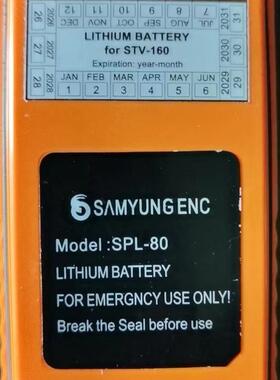 DEC NOV OCT SEP AUG JUL
12 11 10 9 8 7
26
27 2027
28 2028
2031 31
2030 30
2029 29
LITHIUM BATTERY
for STV-160
Expiration: year-month
JAN FEB MAR APR MAY JUN
1 2 3 4 5 6
SAMYUNG ENC
Model :SPL-80
LITHIUM BATTERY
FOR EMERGNCY USE ONLY!
Break the Seal before use